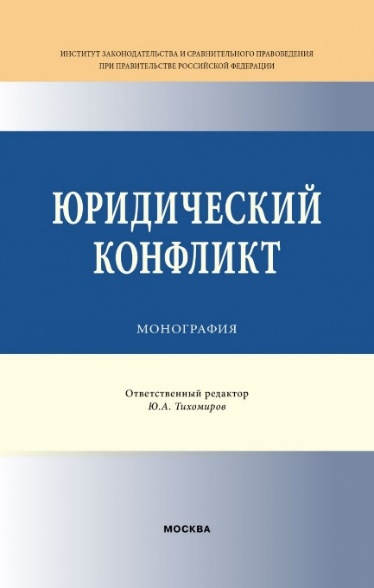 ИНСТИТУТ ЗАКОНОДАТЕЛЬСТВА И СРАВНИТЕЛЬНОГО ПРАВОВЕДЕНИЯ
ПРИ ПРАВИТЕЛЬСТВЕ РОССИЙСКОЙ ФЕДЕРАЦИИ
ЮРИДИЧЕСКИЙ
КОНФЛИКТ
МОНОГРАФИЯ
Ответственный редактор
Ю.А. Тихомиров
МОСКВА